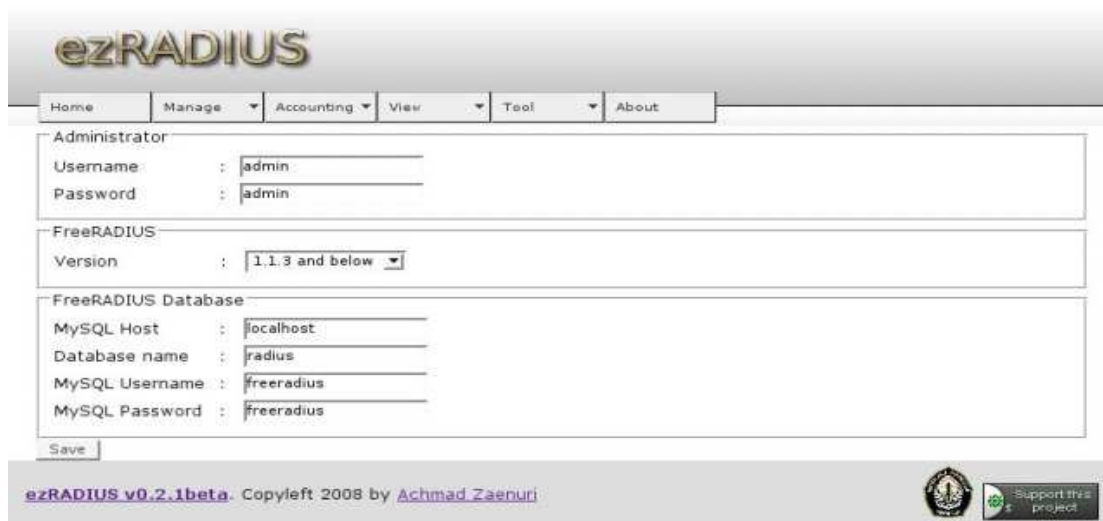 ezRADIUS
Home Manage Accounting View Tool About
Administrator
Username : admin
Password : admin
FreeRADIUS
Version : 1.1.3 and below
FreeRADIUS Database
MySQL Host : localhost
Database name : radius
MySQL Username : freeradius
MySQL Password : freeradius
Save
ezRADIUS v0.2.1beta. Copyleft 2008 by Achmad Zaenuri
Support this
project